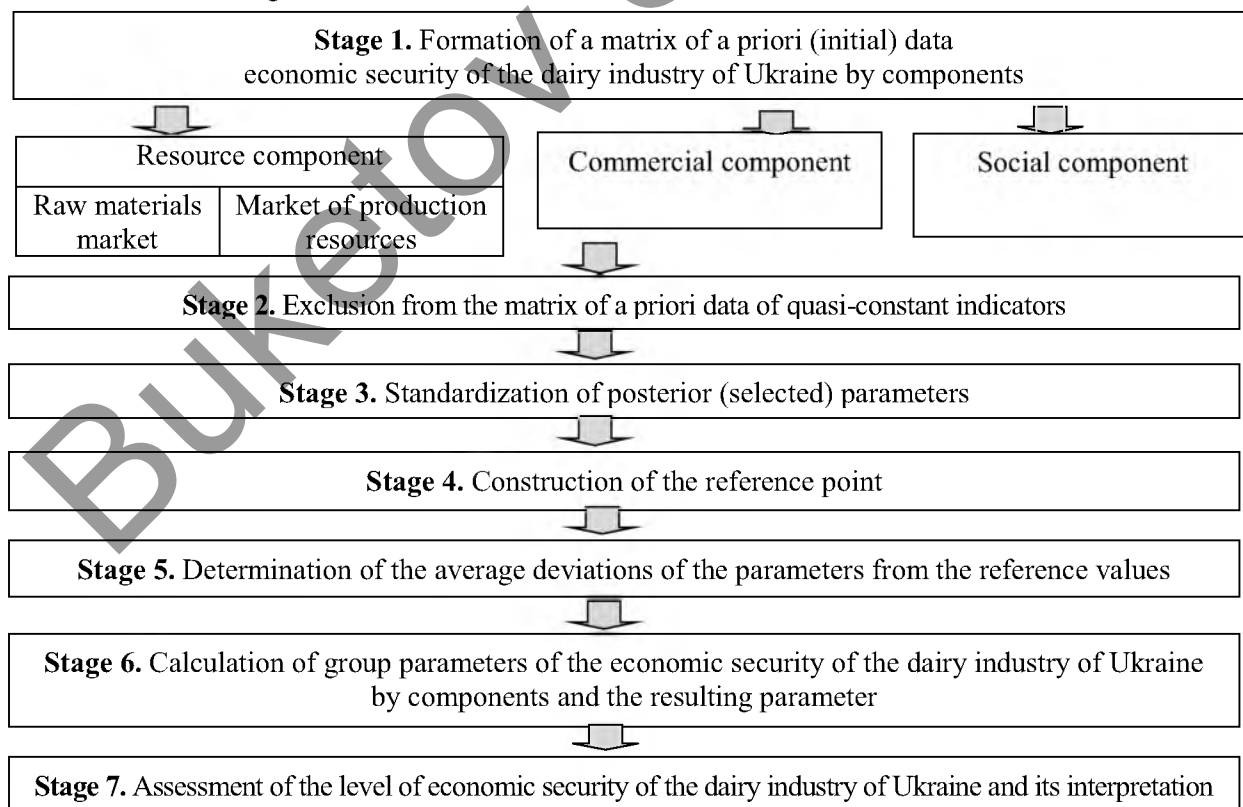 Stage 1. Formation of a matrix of a priori (initial) data
economic security of the dairy industry of Ukraine by components
Resource component
Raw materials
market
Market of production
resources
Commercial component
Social component
Stage 2. Exclusion from the matrix of a priori data of quasi-constant indicators
Stage 3. Standardization of posterior (selected) parameters
Stage 4. Construction of the reference point
Stage 5. Determination of the average deviations of the parameters from the reference values
Stage 6. Calculation of group parameters of the economic security of the dairy industry of Ukraine
by components and the resulting parameter
Stage 7. Assessment of the level of economic security of the dairy industry of Ukraine and its interpretation
Buketov